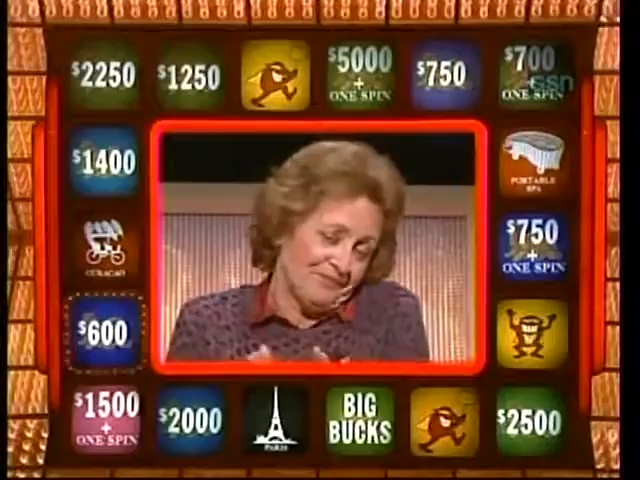 $2250
$1250
$5000
+
ONE SPIN
$750
$700
+
ONE SPIN
gsn
$1400
PORTABLE
SPA
CURACAO
$750
+
ONE SPIN
$600
$1500
+
ONE SPIN
$2000
PARIS
BIG
BUCKS
$2500